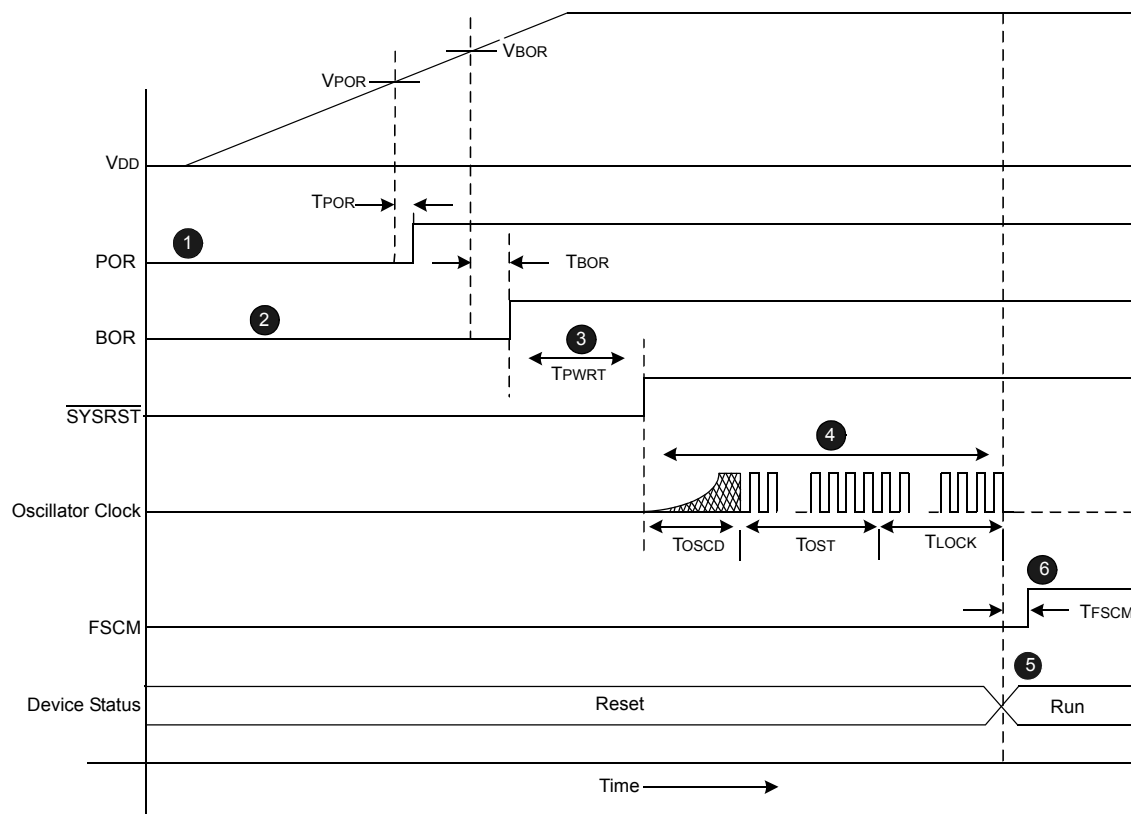 VBOR
VPOR
VDD
TPOR
1
POR
TBOR
2
BOR
3
TPWRT
SYSRST
4
Oscillator Clock
TOSCD
TOST
TLOCK
6
TFSCM
FSCM
5
Device Status
Reset
Run
Time